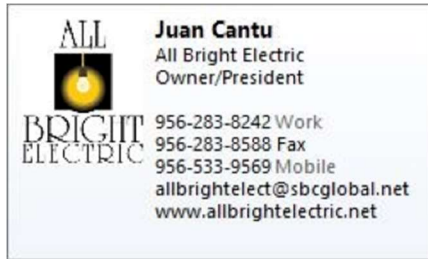 ALL
BRIGHT
ELECTRIC
Juan Cantu
All Bright Electric
Owner/President
956-283-8242 Work
956-283-8588 Fax
956-533-9569 Mobile
allbrightelect@sbcglobal.net
www.allbrightelectric.net